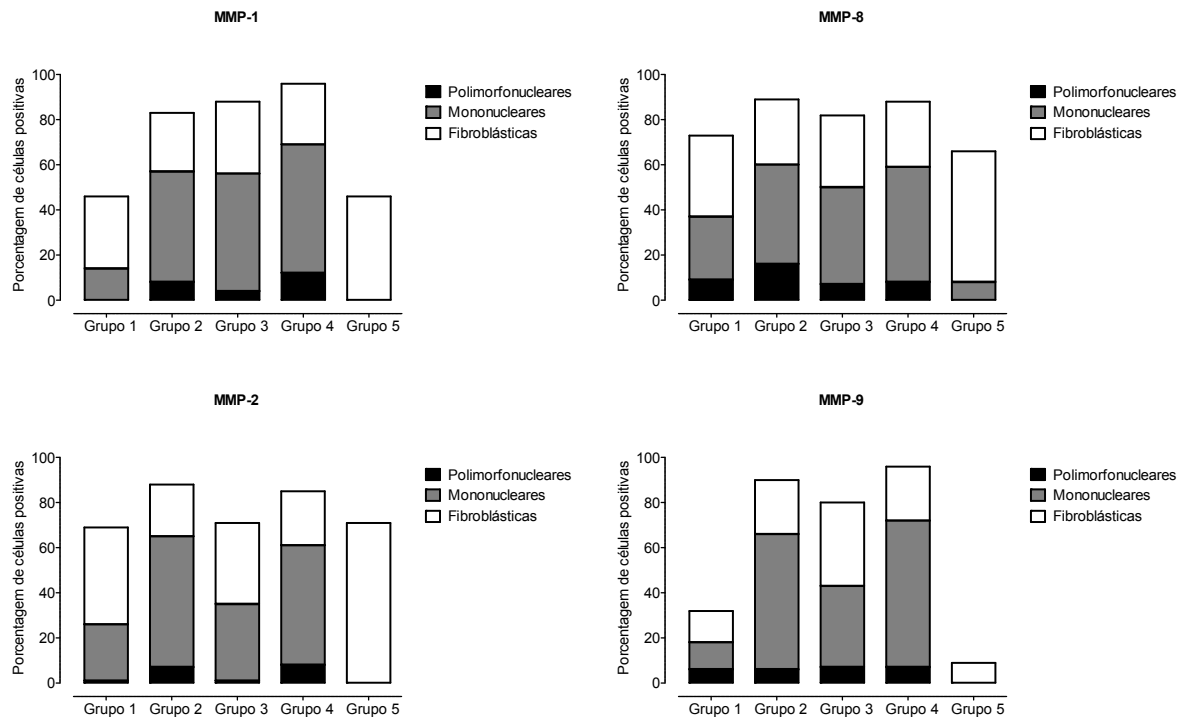 MMP-1
Porcentagem de células positivas
100
80
60
40
20
0
Grupo 1 Grupo 2 Grupo 3 Grupo 4 Grupo 5
Polimorfonucleares
Mononucleares
Fibroblásticas
MMP-8
Porcentagem de células positivas
100
80
60
40
20
0
Grupo 1 Grupo 2 Grupo 3 Grupo 4 Grupo 5
Polimorfonucleares
Mononucleares
Fibroblásticas
MMP-2
Porcentagem de células positivas
100
80
60
40
20
0
Grupo 1 Grupo 2 Grupo 3 Grupo 4 Grupo 5
Polimorfonucleares
Mononucleares
Fibroblásticas
MMP-9
Porcentagem de células positivas
100
80
60
40
20
0
Grupo 1 Grupo 2 Grupo 3 Grupo 4 Grupo 5
Polimorfonucleares
Mononucleares
Fibroblásticas